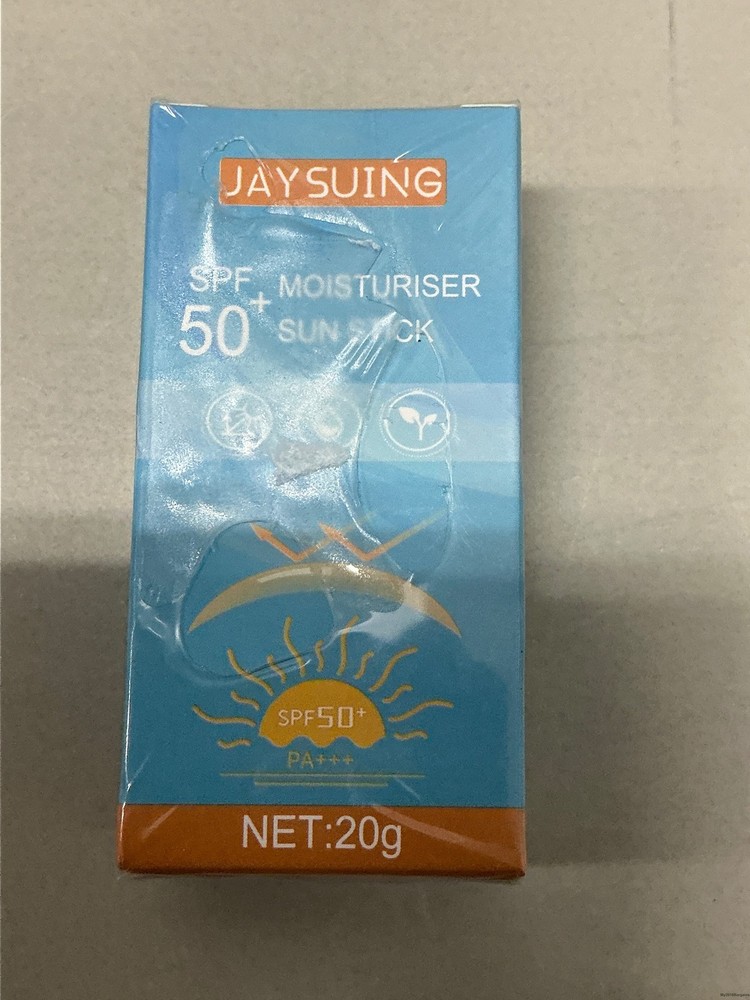 JAYSUING
SPF 50+
MOISTURISER
SUN STICK
SPF50+
PA+++
NET:20g